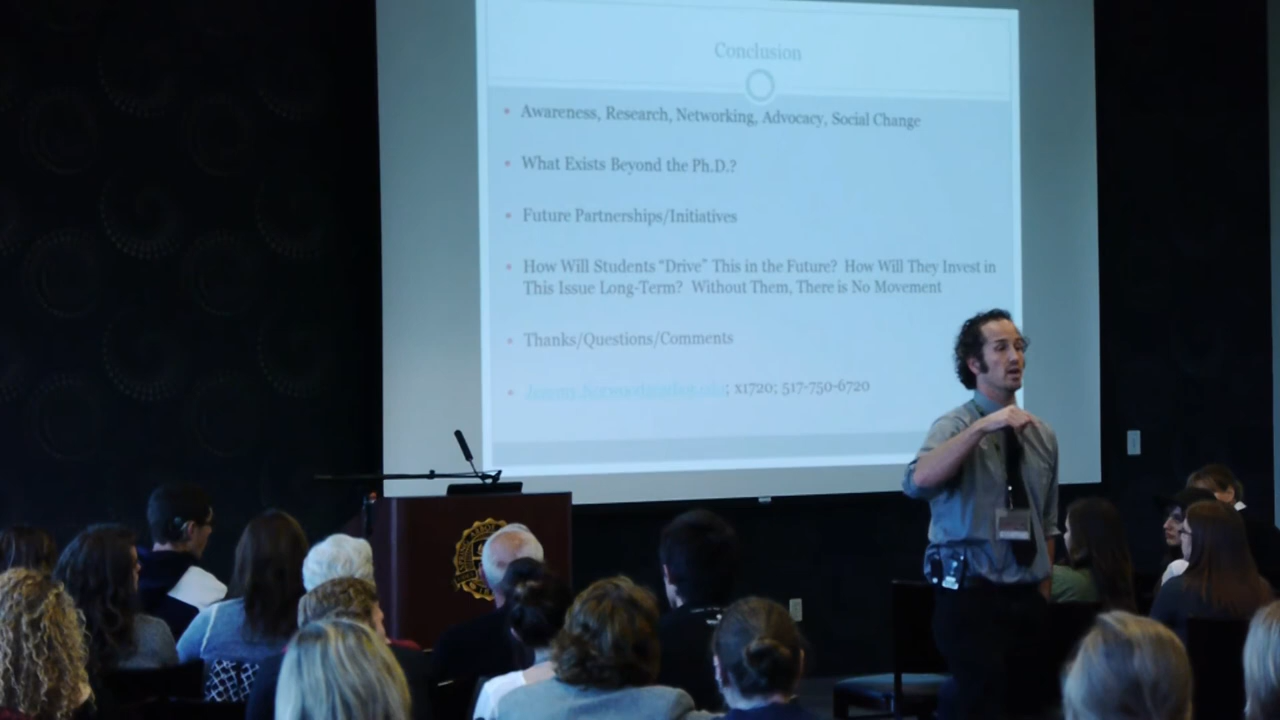 Conclusion
• Awareness, Research, Networking, Advocacy, Social Change
• What Exists Beyond the Ph.D.?
• Future Partnerships/Initiatives
• How Will Students “Drive” This in the Future? How Will They Invest in
This Issue Long-Term? Without Them, There is No Movement
• Thanks/Questions/Comments
• ; x1720; 517-750-6720